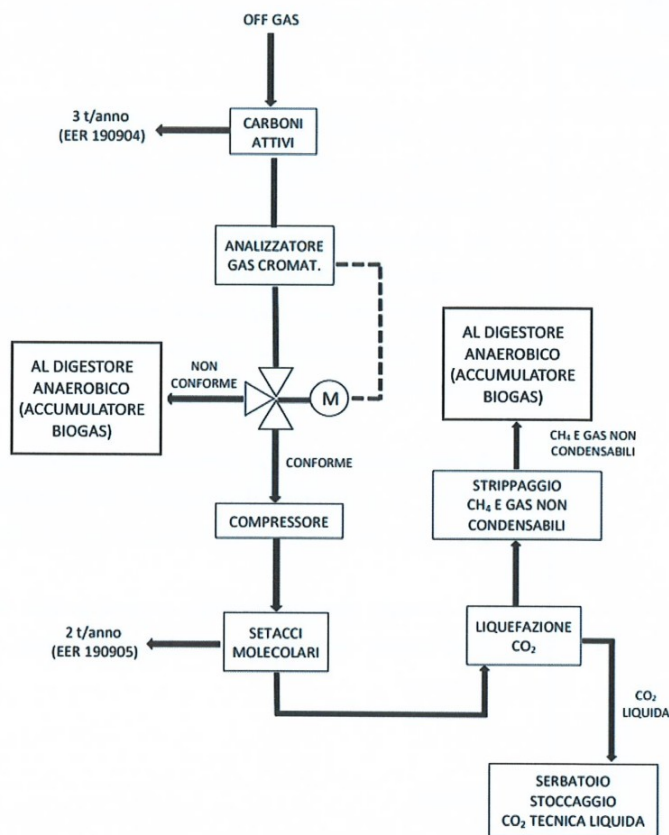 OFF GAS
3 t/anno
(EER 190904)
CARBONI
ATTIVI
ANALIZZATORE
GAS CROMAT.
AL DIGESTORE
ANAEROBICO
(ACCUMULATORE
BIOGAS)
NON
CONFORME
M
CONFORME
COMPRESSORE
2 t/anno
(EER 190905)
SETACCI
MOLECOLARI
AL DIGESTORE
ANAEROBICO
(ACCUMULATORE
BIOGAS)
CH₄ E GAS NON
CONDENSABILI
STRIPPAGGIO
CH₄ E GAS NON
CONDENSABILI
LIQUEFAZIONE
CO₂
CO₂
LIQUIDA
SERBATOIO
STOCCAGGIO
CO₂ TECNICA LIQUIDA